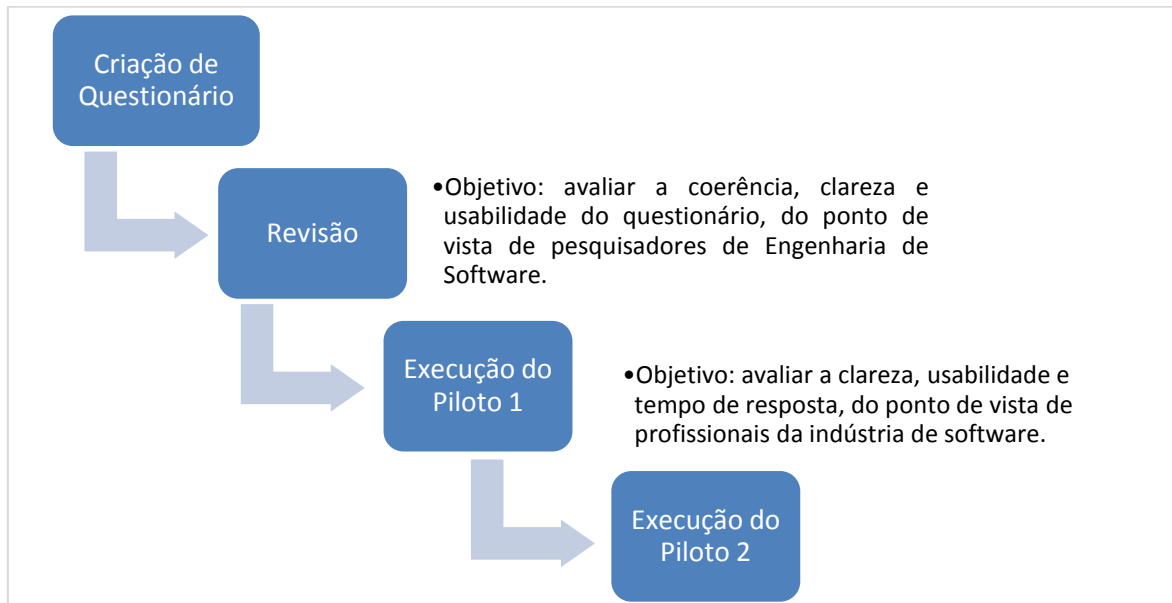 Criação de
Questionário
Revisão
•Objetivo: avaliar a coerência, clareza e
usabilidade do questionário, do ponto de
vista de pesquisadores de Engenharia de
Software.
Execução do
Piloto 1
•Objetivo: avaliar a clareza, usabilidade e
tempo de resposta, do ponto de vista de
profissionais da indústria de software.
Execução do
Piloto 2